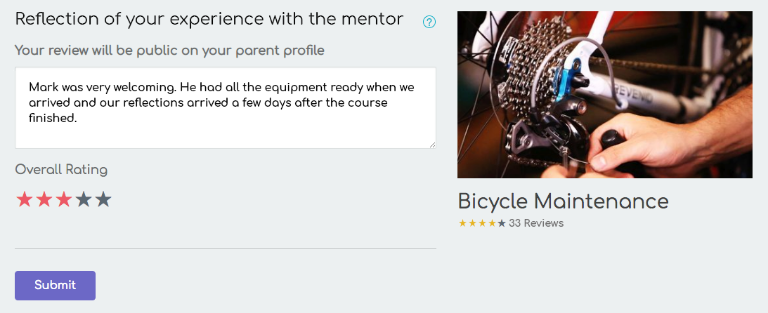 Reflection of your experience with the mentor
Your review will be public on your parent profile
Mark was very welcoming. He had all the equipment ready when we
arrived and our reflections arrived a few days after the course
finished.
Overall Rating
Submit
Bicycle Maintenance
33 Reviews